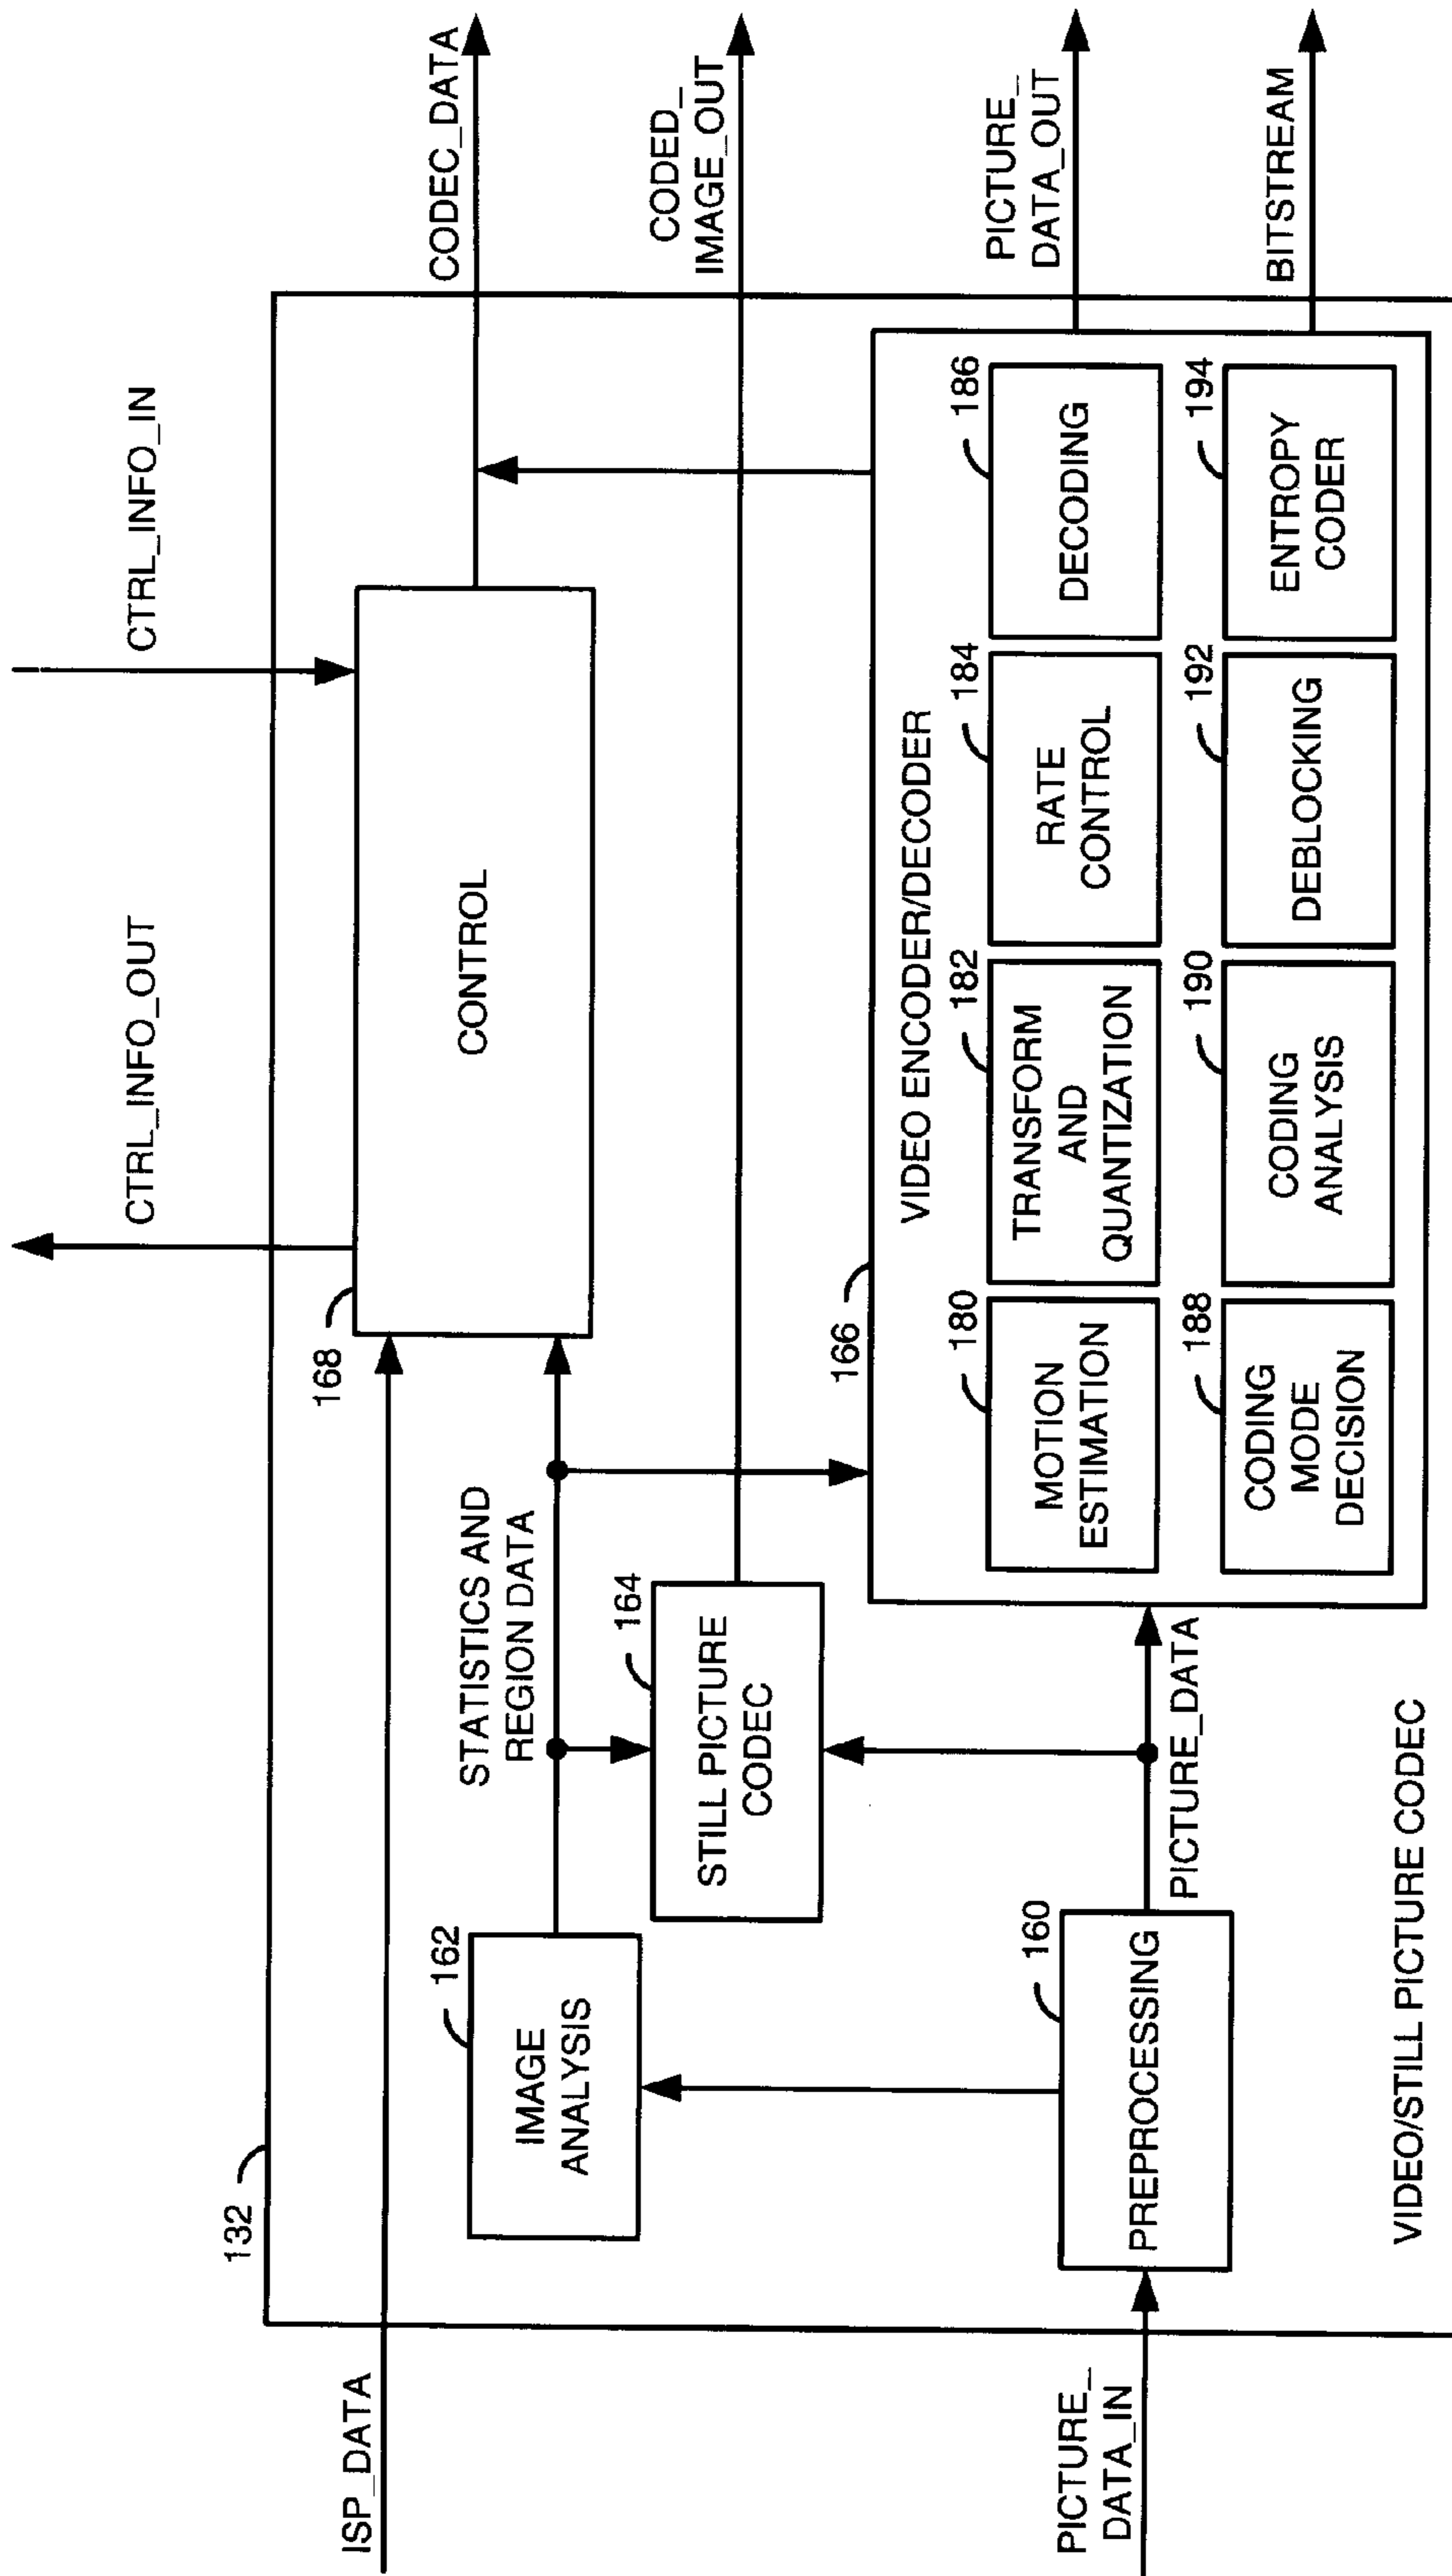 132
CTRL_INFO_OUT
CTRL_INFO_IN
ISP_DATA
168
CONTROL
CODEC_DATA
162
IMAGE
ANALYSIS
STATISTICS AND
REGION DATA
164
STILL PICTURE
CODEC
CODED_
IMAGE_OUT
166
VIDEO ENCODER/DECODER
180
MOTION
ESTIMATION
182
TRANSFORM
AND
QUANTIZATION
184
RATE
CONTROL
186
DECODING
188
CODING
MODE
DECISION
190
CODING
ANALYSIS
192
DEBLOCKING
194
ENTROPY
CODER
PICTURE_
DATA_IN
160
PREPROCESSING
PICTURE_DATA
PICTURE_
DATA_OUT
BITSTREAM
VIDEO/STILL PICTURE CODEC